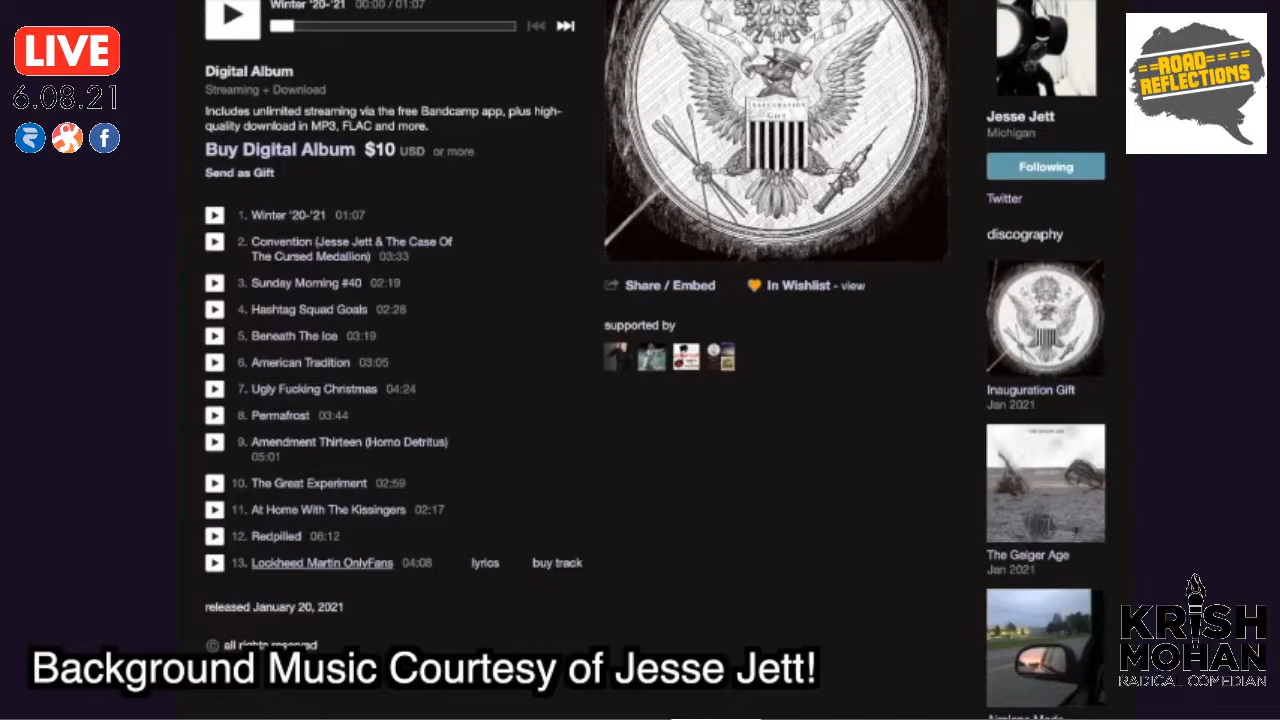 LIVE
6.08.21
Winter '20-'21 00:00 / 01:07
Digital Album
Streaming + Download
Includes unlimited streaming via the free Bandcamp app, plus high-
quality download in MP3, FLAC and more.
Buy Digital Album $10 USD or more
Send as Gift
1. Winter '20-'21 01:07
2. Convention (Jesse Jett & The Case Of
The Cursed Medallion) 03:33
3. Sunday Morning #40 02:19
4. Hashtag Squad Goals 02:28
5. Beneath The Ice 03:19
6. American Tradition 03:05
7. Ugly Fucking Christmas 04:24
8. Permafrost 03:44
9. Amendment Thirteen (Homo Detritus)
05:01
10. The Great Experiment 02:59
11. At Home With The Kissingers 02:17
12. Redpilled 06:12
13. Lockheed Martin OnlyFans 04:08 lyrics buy track
released January 20, 2021
© all rights reserved
INAUGURATION
GIFT
Share / Embed
In Wishlist - view
supported by
Jesse Jett
Michigan
Following
Twitter
discography
Inauguration Gift
Jan 2021
The Geiger Age
Jan 2021
Airplane Mode
==ROAD====
REFLECTIONS
KRISH
MOHAN
RADICAL COMEDIAN
Background Music Courtesy of Jesse Jett!